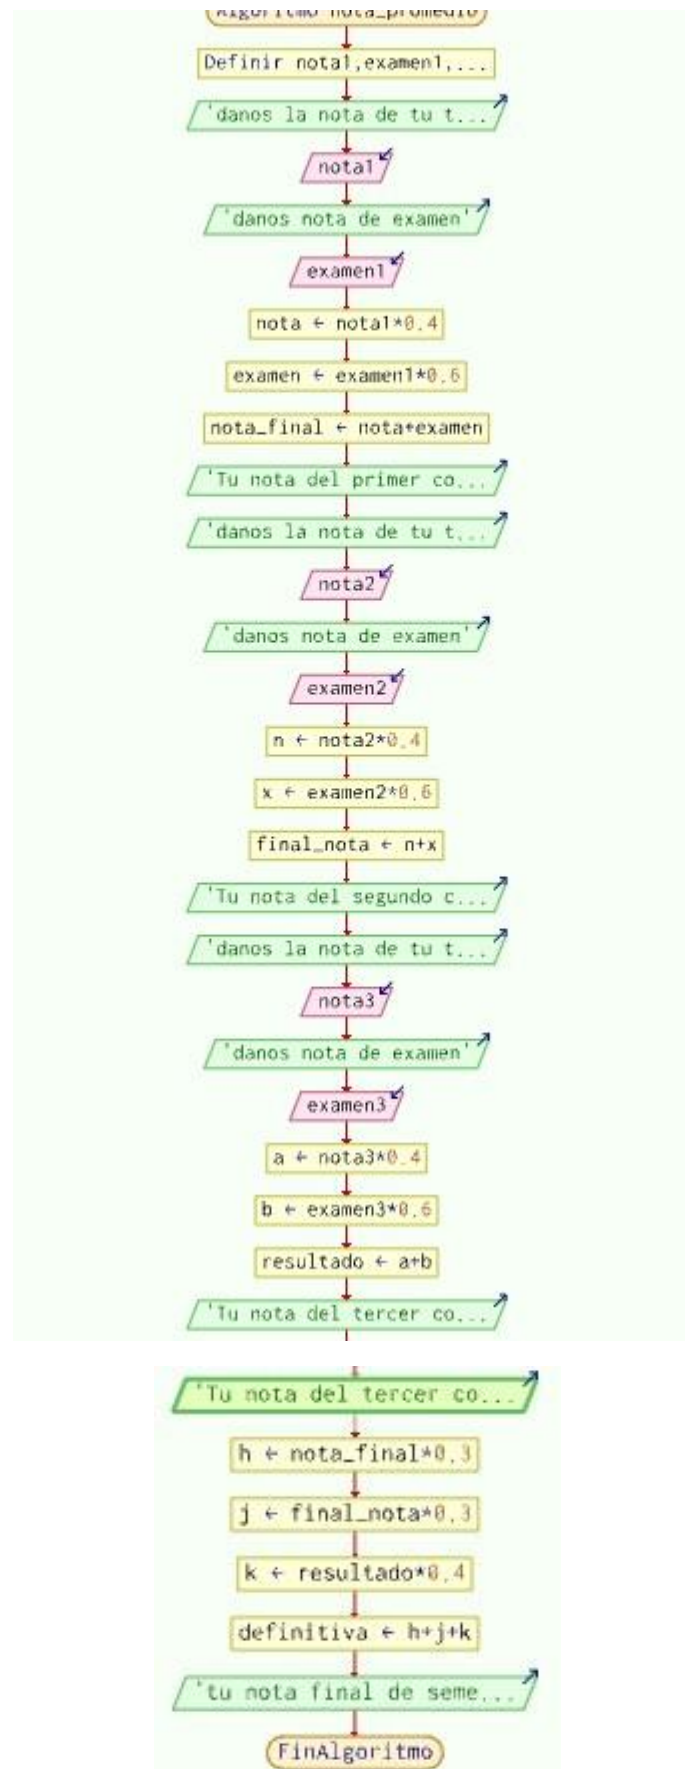 Algoritmo nota_promedio
Definir nota1,examen1,...
'danos la nota de tu t...
nota1
'danos nota de examen'
examen1
nota ← nota1*0.4
examen ← examen1*0.6
nota_final ← nota+examen
'Tu nota del primer co...
'danos la nota de tu t...
nota2
'danos nota de examen'
examen2
n ← nota2*0.4
x ← examen2*0.6
final_nota ← n+x
'Tu nota del segundo c...
'danos la nota de tu t...
nota3
'danos nota de examen'
examen3
a ← nota3*0.4
b ← examen3*0.6
resultado ← a+b
'Tu nota del tercer co...
'Tu nota del tercer co...
h ← nota_final*0.3
j ← final_nota*0.3
k ← resultado*0.4
definitiva ← h+j+k
'tu nota final de seme...
FinAlgoritmo